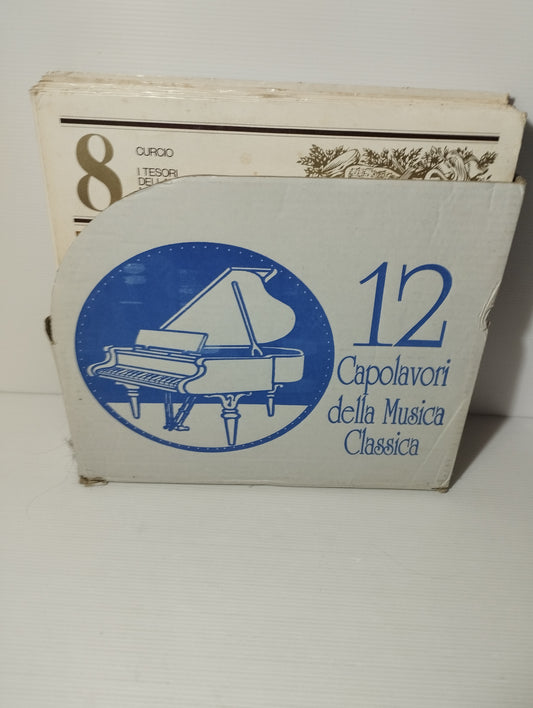 8
CURCIO
I TESORI
12
Capolavori
della Musica
Classica